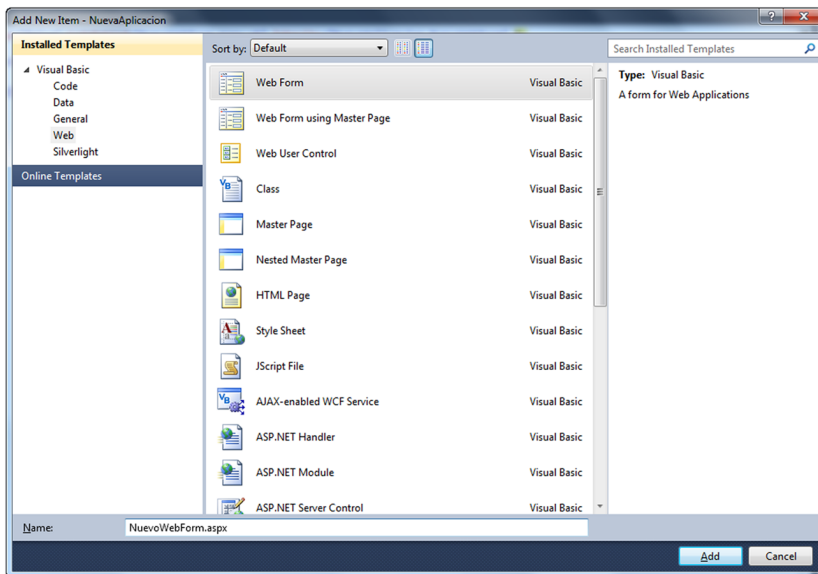 Add New Item - NuevaAplicacion
Installed Templates
Sort by: Default
Search Installed Templates
Visual Basic
Code
Data
General
Web
Silverlight
Online Templates
Web Form Visual Basic
Web Form using Master Page Visual Basic
Web User Control Visual Basic
Class Visual Basic
Master Page Visual Basic
Nested Master Page Visual Basic
HTML Page Visual Basic
Style Sheet Visual Basic
JScript File Visual Basic
AJAX-enabled WCF Service Visual Basic
ASP.NET Handler Visual Basic
ASP.NET Module Visual Basic
ASP.NET Server Control Visual Basic
Type: Visual Basic
A form for Web Applications
Name: NuevoWebForm.aspx
Add Cancel